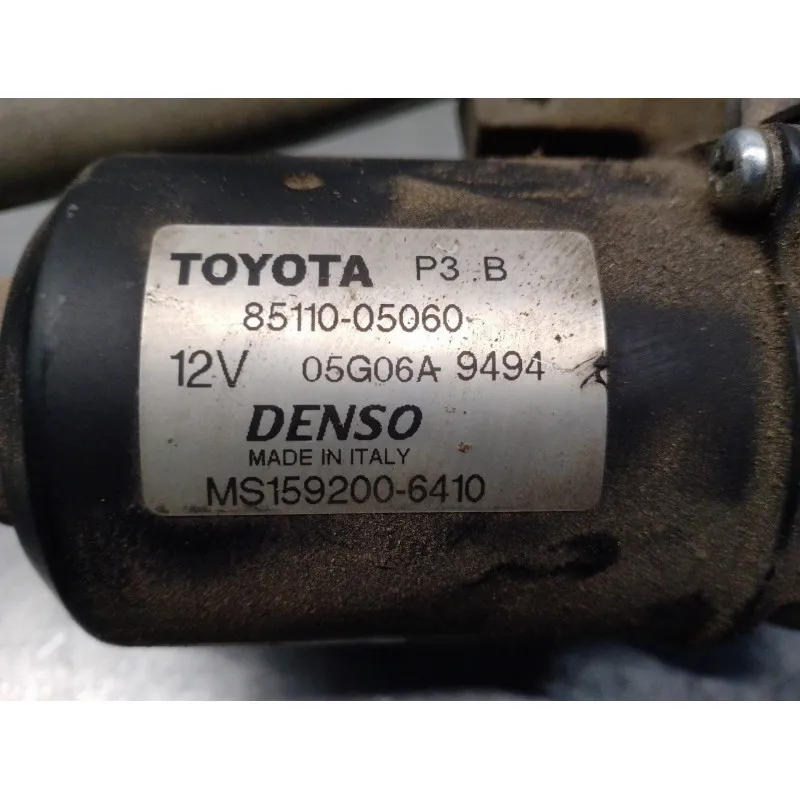 TOYOTA P3 B
85110-05060
12V 05G06A 9494
DENSO
MADE IN ITALY
MS159200-6410